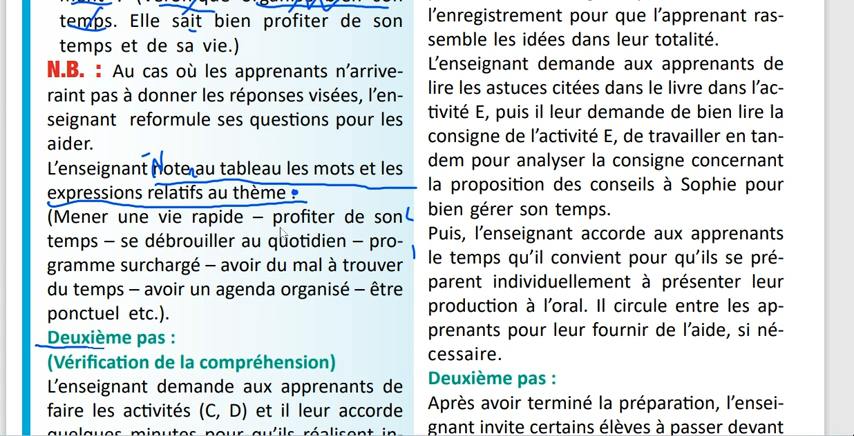 temps. Elle sait bien profiter de son
temps et de sa vie.)
N.B. : Au cas où les apprenants n'arrive-
raint pas à donner les réponses visées, l'en-
seignant reformule ses questions pour les
aider.
L'enseignant Note au tableau les mots et les
expressions relatifs au thème :
(Mener une vie rapide – profiter de son
temps – se débrouiller au quotidien – pro-
gramme surchargé – avoir du mal à trouver
du temps – avoir un agenda organisé – être
ponctuel etc.).
Deuxième pas :
(Vérification de la compréhension)
L'enseignant demande aux apprenants de
faire les activités (C, D) et il leur accorde
quelques minutes pour qu'ils réalisent in-
l'enregistrement pour que l'apprenant ras-
semble les idées dans leur totalité.
L'enseignant demande aux apprenants de
lire les astuces citées dans le livre dans l'ac-
tivité E, puis il leur demande de bien lire la
consigne de l'activité E, de travailler en tan-
dem pour analyser la consigne concernant
la proposition des conseils à Sophie pour
bien gérer son temps.
Puis, l'enseignant accorde aux apprenants
le temps qu'il convient pour qu'ils se pré-
parent individuellement à présenter leur
production à l'oral. Il circule entre les ap-
prenants pour leur fournir de l'aide, si né-
cessaire.
Deuxième pas :
Après avoir terminé la préparation, l'ensei-
gnant invite certains élèves à passer devant